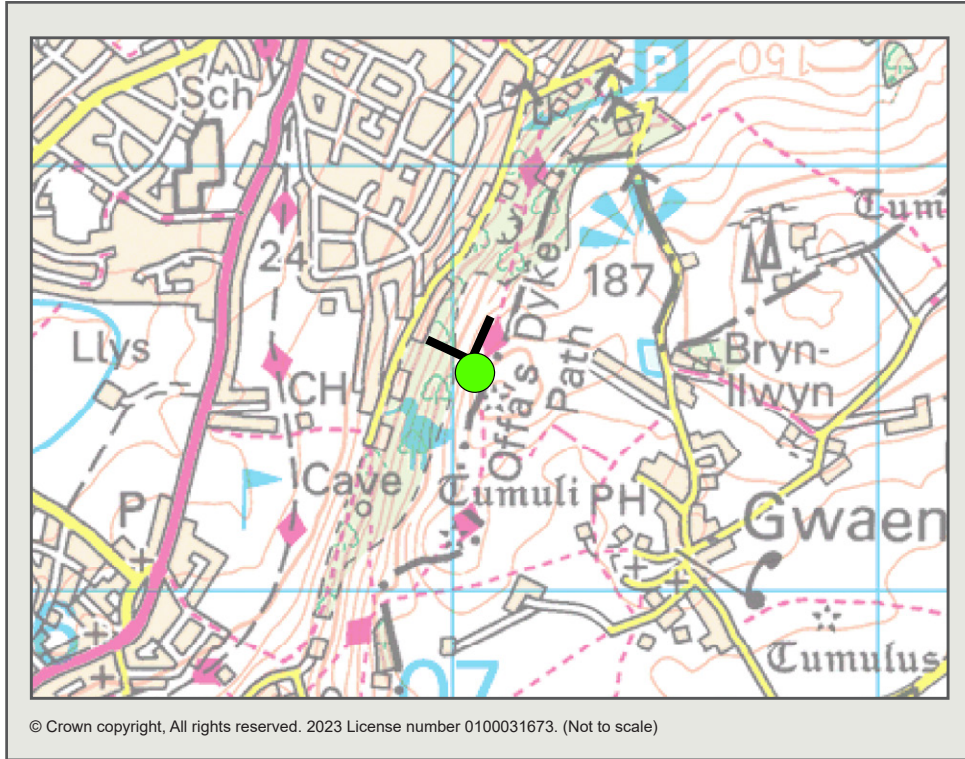 P
150
Sch
Tum
24
187
Dyke
Llys
CH
Path
Bryn-
llwyn
Offa's
Cave
Tumuli
PH
P
Gwaen
Tumulus
07
© Crown copyright, All rights reserved. 2023 License number 0100031673. (Not to scale)